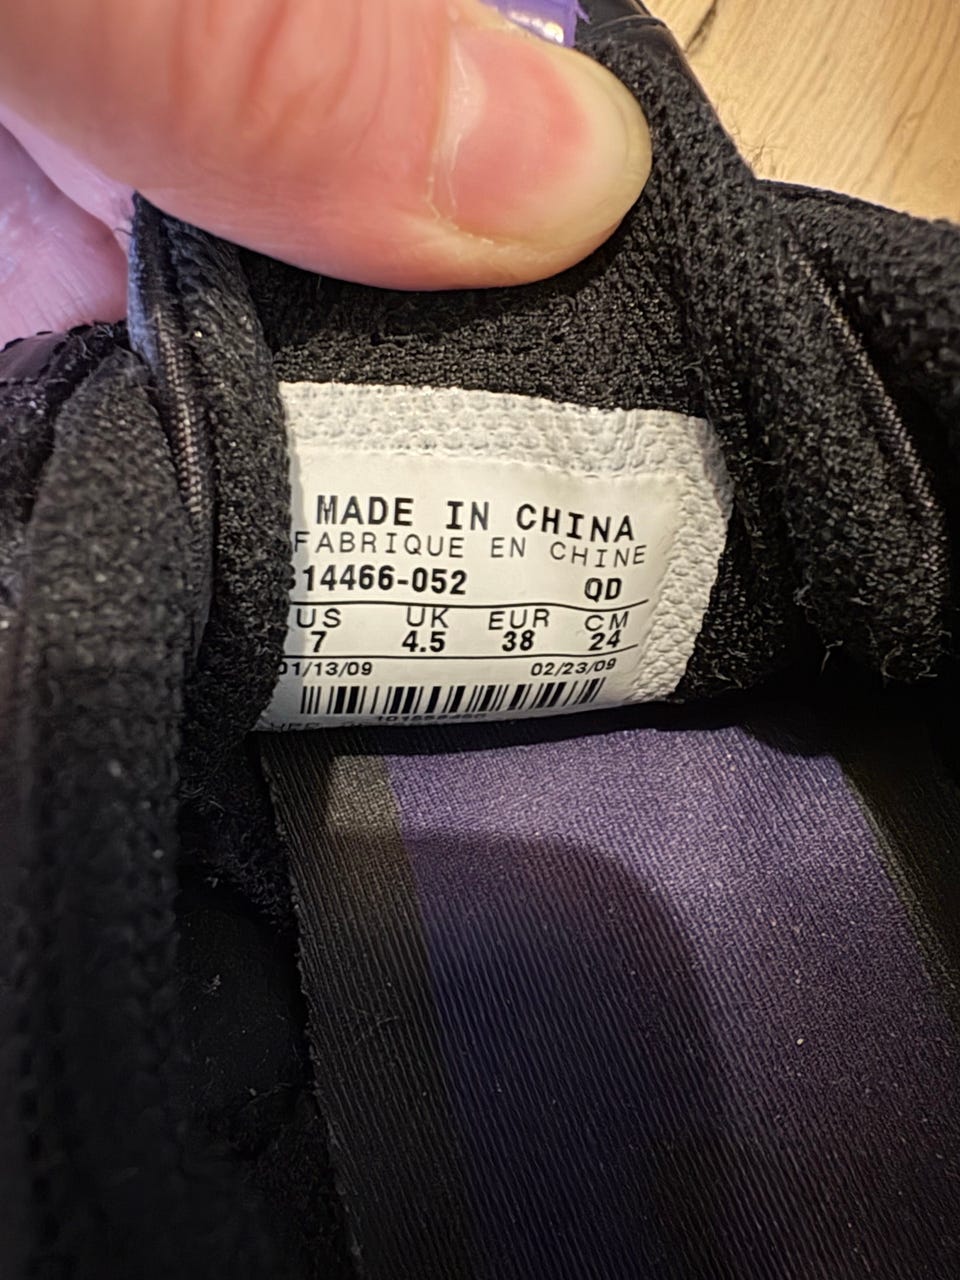 MADE IN CHINA
FABRIQUE EN CHINE
314466-052 QD
US UK EUR CM
7 4.5 38 24
01/13/09 02/23/09